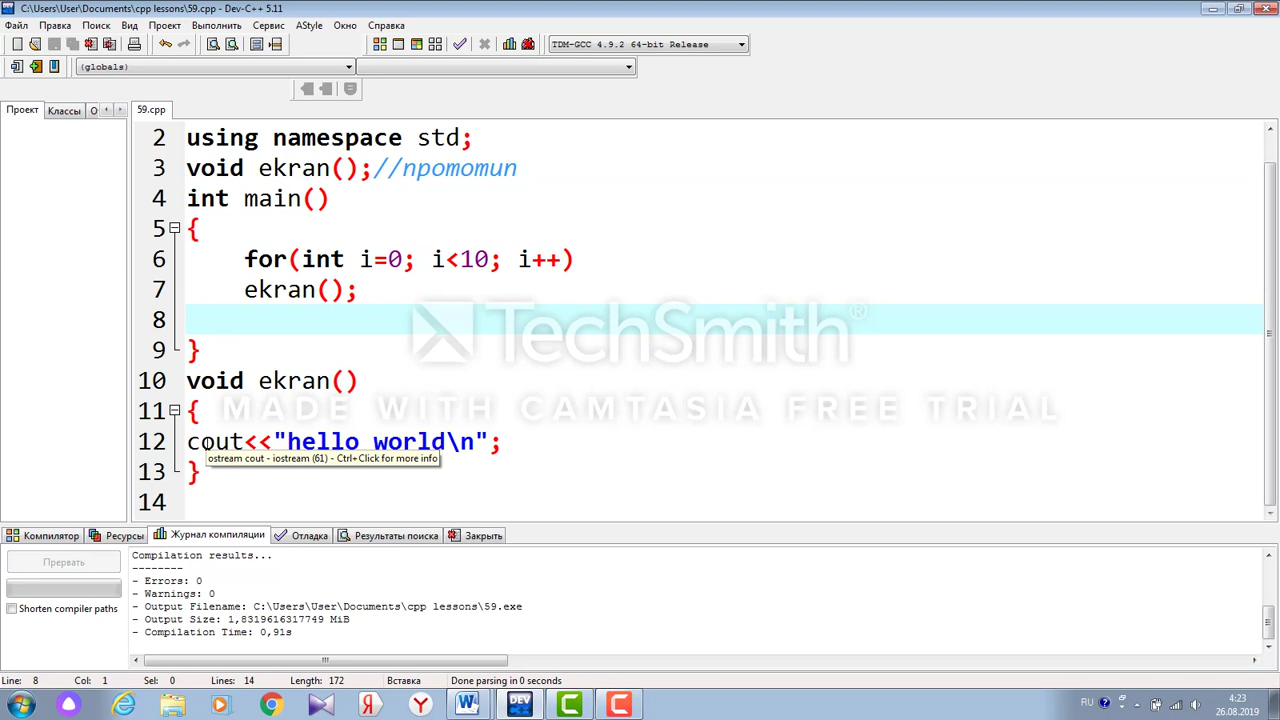 C:\Users\User\Documents\cpp lessons\59.cpp - Dev-C++ 5.11
Файл Правка Поиск Вид Проект Выполнить Сервис AStyle Окно Справка
TDM-GCC 4.9.2 64-bit Release
(globals)
Проект Классы О 59.cpp
2 using namespace std;
3 void ekran();//прототип
4 int main()
5 {
6 for(int i=0; i<10; i++)
7 ekran();
8
TechSmith®
9 }
10 void ekran()
MADE WITH CAMTASIA FREE TRIAL
11 {
12 cout<<"hello world\n";
ostream cout - iostream (61) - Ctrl+Click for more info
13 }
14
Компилятор Ресурсы Журнал компиляции Отладка Результаты поиска Закрыть
Прервать
Shorten compiler paths
Compilation results...
--------
- Errors: 0
- Warnings: 0
- Output Filename: C:\Users\User\Documents\cpp lessons\59.exe
- Output Size: 1,8319616317749 MiB
- Compilation Time: 0,91s
Line: 8 Col: 1 Sel: 0 Lines: 14 Length: 172 Вставка Done parsing in 0 seconds
DEV
RU 4:23
26.08.2019